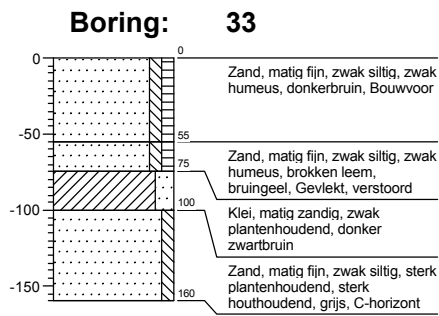 Boring: 33
0
0
Zand, matig fijn, zwak siltig, zwak
humeus, donkerbruin, Bouwvoor
-50
55
Zand, matig fijn, zwak siltig, zwak
humeus, brokken leem,
bruingeel, Gevlekt, verstoord
75
-100
100
Klei, matig zandig, zwak
plantenhoudend, donker
zwartbruin
Zand, matig fijn, zwak siltig, sterk
plantenhoudend, sterk
houthoudend, grijs, C-horizont
-150
160